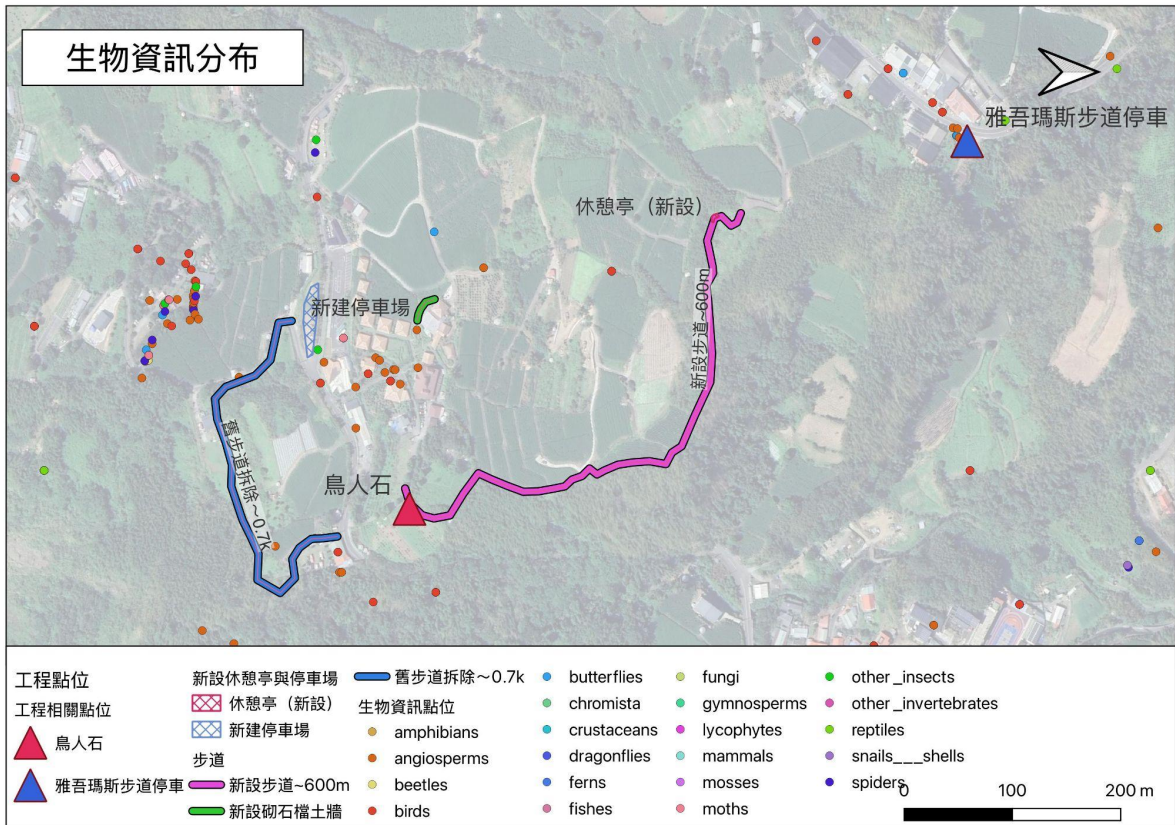 生物資訊分布
雅吾瑪斯步道停車
休憩亭（新設）
新設步道~600m
新建停車場
舊步道拆除～0.7k
鳥人石
工程點位
工程相關點位
鳥人石
雅吾瑪斯步道停車
新設休憩亭與停車場
休憩亭（新設）
新建停車場
步道
新設步道~600m
新設砌石檔土牆
舊步道拆除～0.7k
生物資訊點位
amphibians
angiosperms
beetles
birds
butterflies
chromista
crustaceans
dragonflies
ferns
fishes
fungi
gymnosperms
lycophytes
mammals
mosses
moths
other_insects
other_invertebrates
reptiles
snails___shells
spiders
0 100 200 m